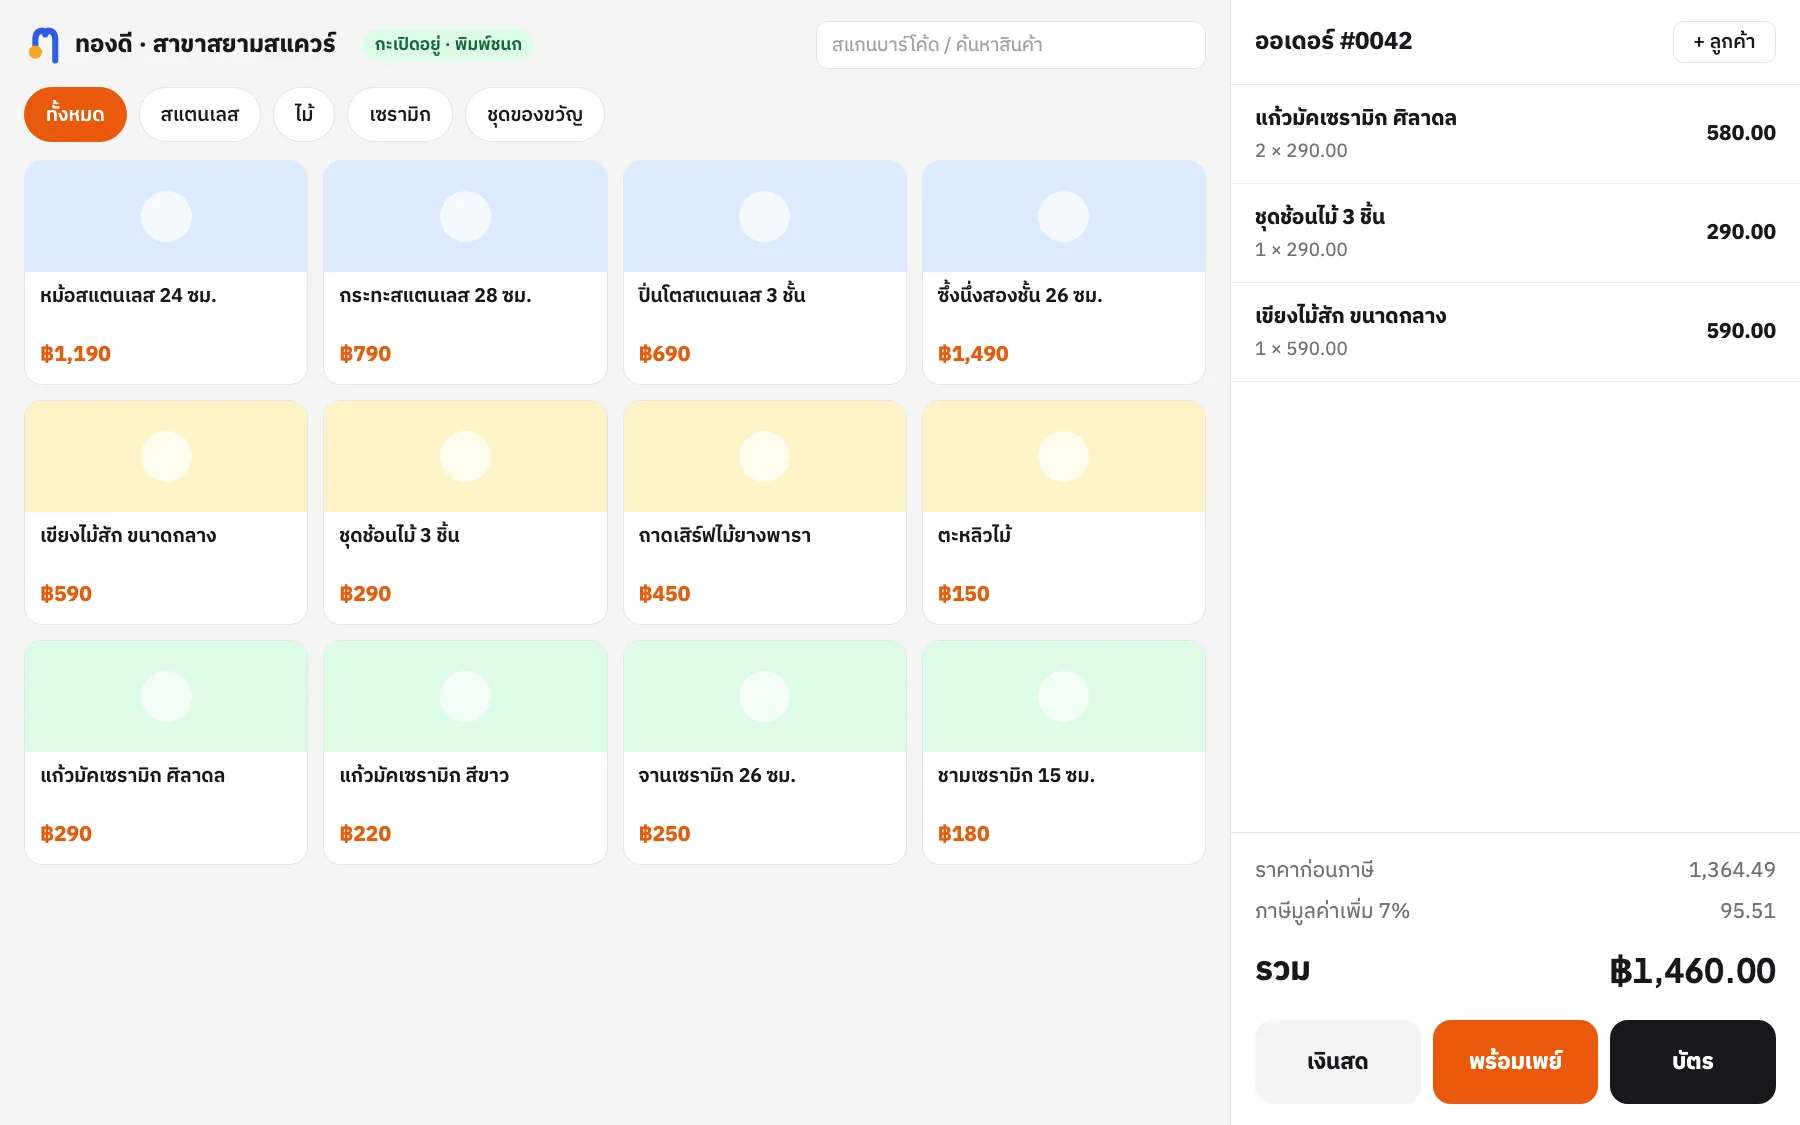 ทองดี · สาขาสยามสแควร์
กะเปิดอยู่ · พิมพ์ชนก
สแกนบาร์โค้ด / ค้นหาสินค้า
ทั้งหมด
สแตนเลส
ไม้
เซรามิก
ชุดของขวัญ
หม้อสแตนเลส 24 ซม.
฿1,190
กระทะสแตนเลส 28 ซม.
฿790
ปิ่นโตสแตนเลส 3 ชั้น
฿690
ซึ้งนึ่งสองชั้น 26 ซม.
฿1,490
เขียงไม้สัก ขนาดกลาง
฿590
ชุดช้อนไม้ 3 ชิ้น
฿290
ถาดเสิร์ฟไม้ยางพารา
฿450
ตะหลิวไม้
฿150
แก้วมัคเซรามิก ศิลาดล
฿290
แก้วมัคเซรามิก สีขาว
฿220
จานเซรามิก 26 ซม.
฿250
ชามเซรามิก 15 ซม.
฿180
ออเดอร์ #0042
+ ลูกค้า
แก้วมัคเซรามิก ศิลาดล
2 × 290.00
580.00
ชุดช้อนไม้ 3 ชิ้น
1 × 290.00
290.00
เขียงไม้สัก ขนาดกลาง
1 × 590.00
590.00
ราคาก่อนภาษี 1,364.49
ภาษีมูลค่าเพิ่ม 7% 95.51
รวม ฿1,460.00
เงินสด
พร้อมเพย์
บัตร